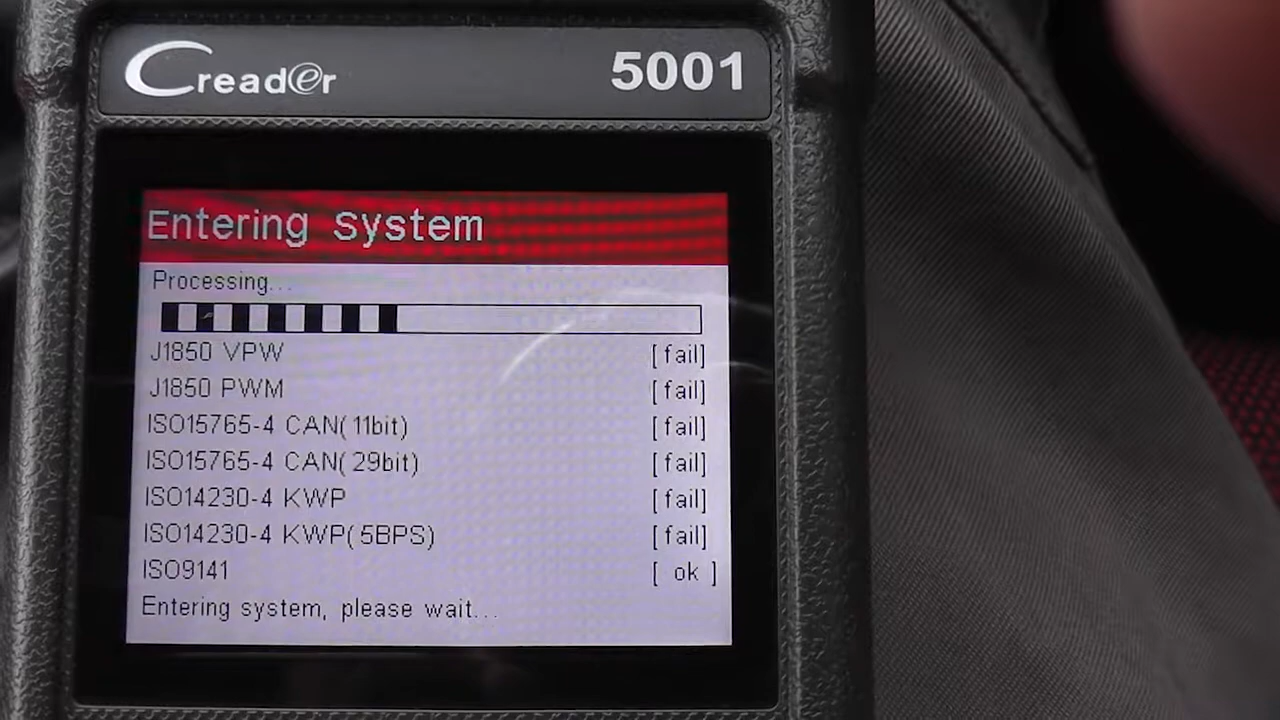 Creader 5001
Entering System
Processing...
J1850 VPW [fail]
J1850 PWM [fail]
ISO15765-4 CAN(11bit) [fail]
ISO15765-4 CAN(29bit) [fail]
ISO14230-4 KWP [fail]
ISO14230-4 KWP(5BPS) [fail]
ISO9141 [ ok ]
Entering system, please wait...